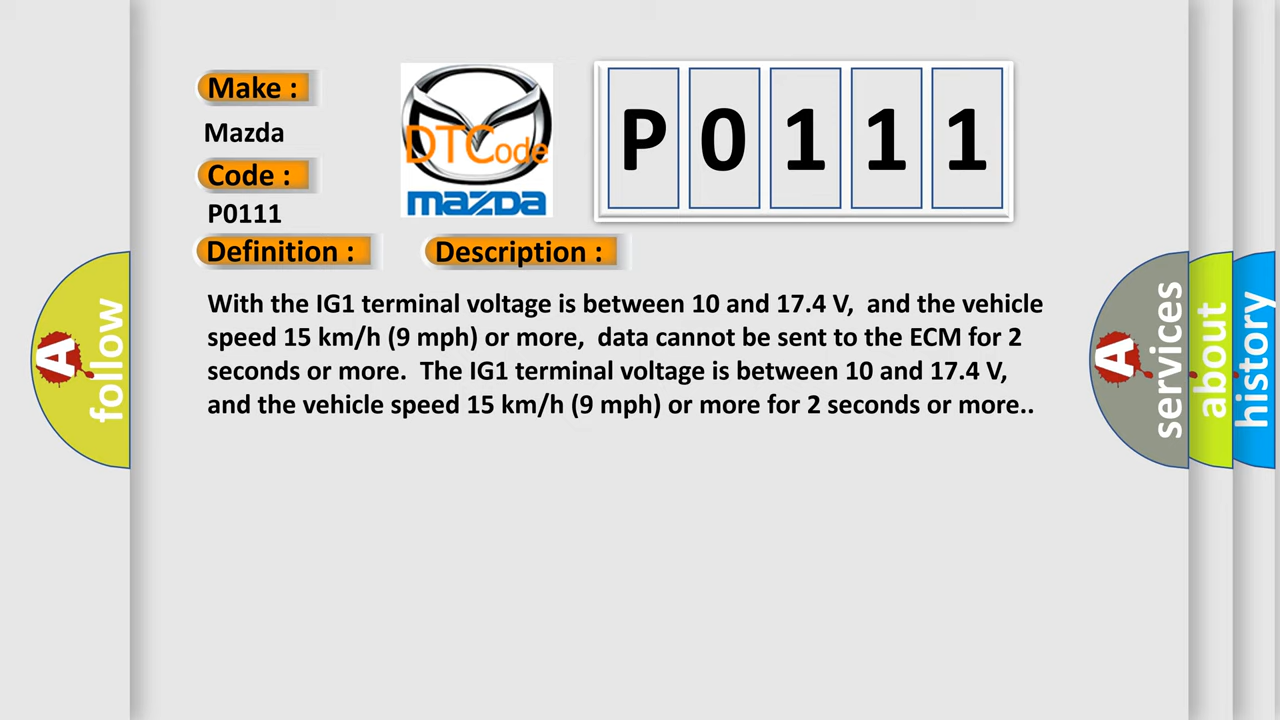 Make :
Mazda
Code :
P0111
Definition :
Description :
DTCode
mazda
P 0 1 1 1
With the IG1 terminal voltage is between 10 and 17.4 V,  and the vehicle
speed 15 km/h (9 mph) or more,  data cannot be sent to the ECM for 2
seconds or more.  The IG1 terminal voltage is between 10 and 17.4 V,
and the vehicle speed 15 km/h (9 mph) or more for 2 seconds or more..
A follow
A services
about
history